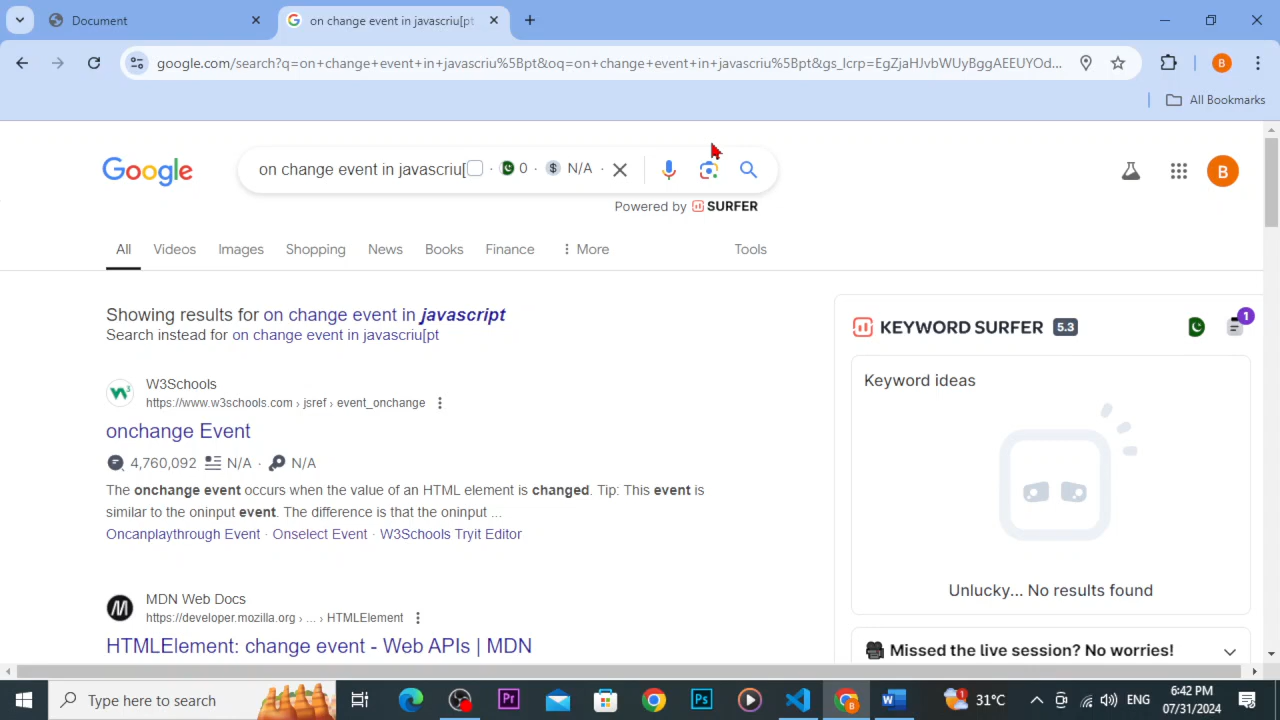 Document
on change event in javascriu[pt
google.com/search?q=on+change+event+in+javascriu%5Bpt&oq=on+change+event+in+javascriu%5Bpt&gs_lcrp=EgZjaHJvbWUyBggAEEUYOd...
All Bookmarks
Google
on change event in javascriu[
0 · $ N/A ·
B
Powered by SURFER
All Videos Images Shopping News Books Finance More Tools
Showing results for on change event in javascript
Search instead for on change event in javascriu[pt
KEYWORD SURFER 5.3
1
Keyword ideas
Unlucky... No results found
Missed the live session? No worries!
W3Schools
https://www.w3schools.com › jsref › event_onchange
onchange Event
4,760,092 N/A · N/A
The onchange event occurs when the value of an HTML element is changed. Tip: This event is
similar to the oninput event. The difference is that the oninput ...
Oncanplaythrough Event · Onselect Event · W3Schools Tryit Editor
MDN Web Docs
https://developer.mozilla.org › ... › HTMLElement
HTMLElement: change event - Web APIs | MDN
Type here to search
Pr
Ps
B
W
1
31°C
ENG
6:42 PM
07/31/2024